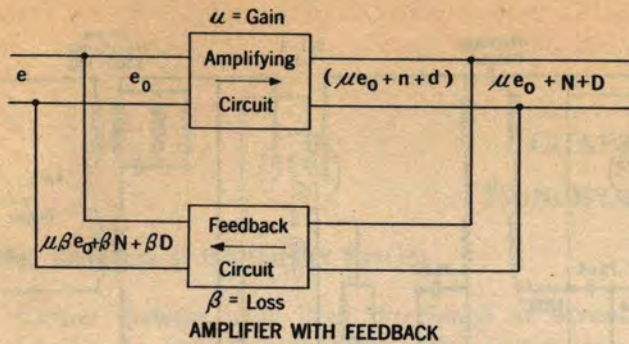 μ = Gain
e
e₀
Amplifying
Circuit
(μe₀ + n + d)
μe₀ + N + D
μβe₀ + βN + βD
Feedback
Circuit
β = Loss
AMPLIFIER WITH FEEDBACK